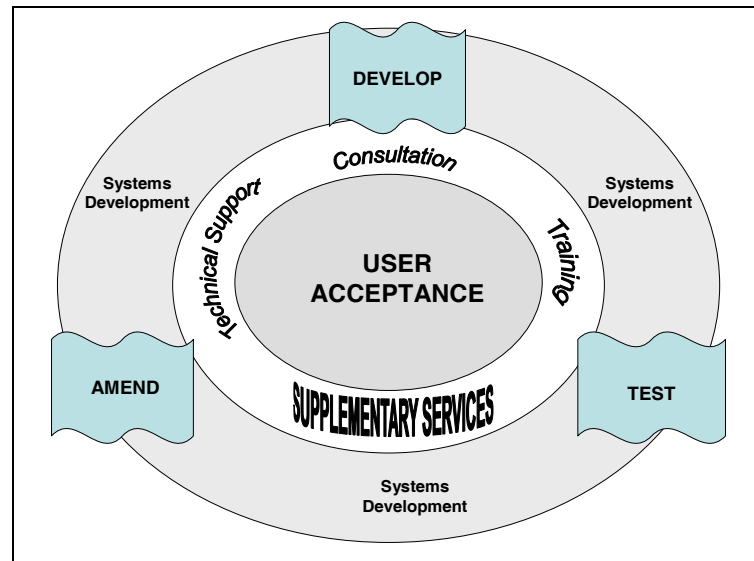 DEVELOP
Consultation
Systems
Development
Systems
Development
Technical Support
Training
USER
ACCEPTANCE
AMEND
TEST
SUPPLEMENTARY SERVICES
Systems
Development